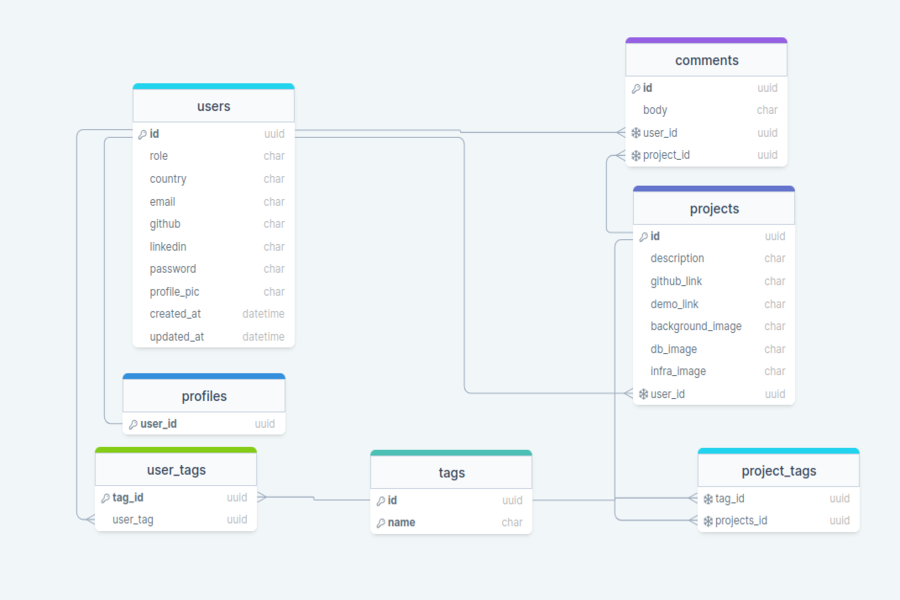 users
id uuid
role char
country char
email char
github char
linkedin char
password char
profile_pic char
created_at datetime
updated_at datetime
profiles
user_id uuid
user_tags
tag_id uuid
user_tag uuid
tags
id uuid
name char
comments
id uuid
body char
user_id uuid
project_id uuid
projects
id uuid
description char
github_link char
demo_link char
background_image char
db_image char
infra_image char
user_id uuid
project_tags
tag_id uuid
projects_id uuid